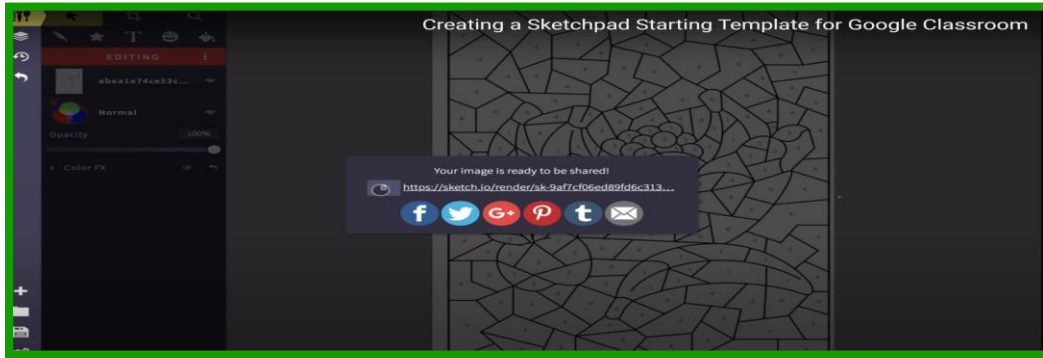 Creating a Sketchpad Starting Template for Google Classroom
EDITING
abea1e74ce53c...
Normal
Opacity 100%
Color FX
Your image is ready to be shared!
https://sketch.io/render/sk-9af7cf06ed89fd6c313...